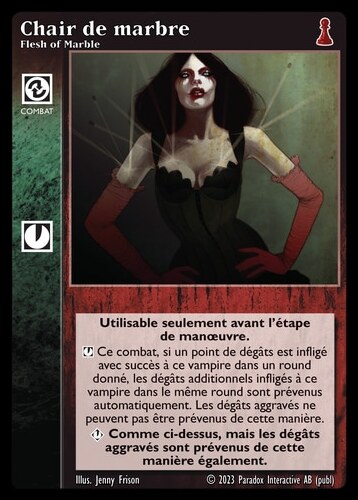 Chair de marbre
Flesh of Marble
COMBAT
Utilisable seulement avant l'étape
de manœuvre.
Ce combat, si un point de dégâts est infligé
avec succès à ce vampire dans un round
donné, les dégâts additionnels infligés à ce
vampire dans le même round sont prévenus
automatiquement. Les dégâts aggravés ne
peuvent pas être prévenus de cette manière.
Comme ci-dessus, mais les dégâts
aggravés sont prévenus de cette
manière également.
Illus. Jenny Frison
© 2023 Paradox Interactive AB (publ)